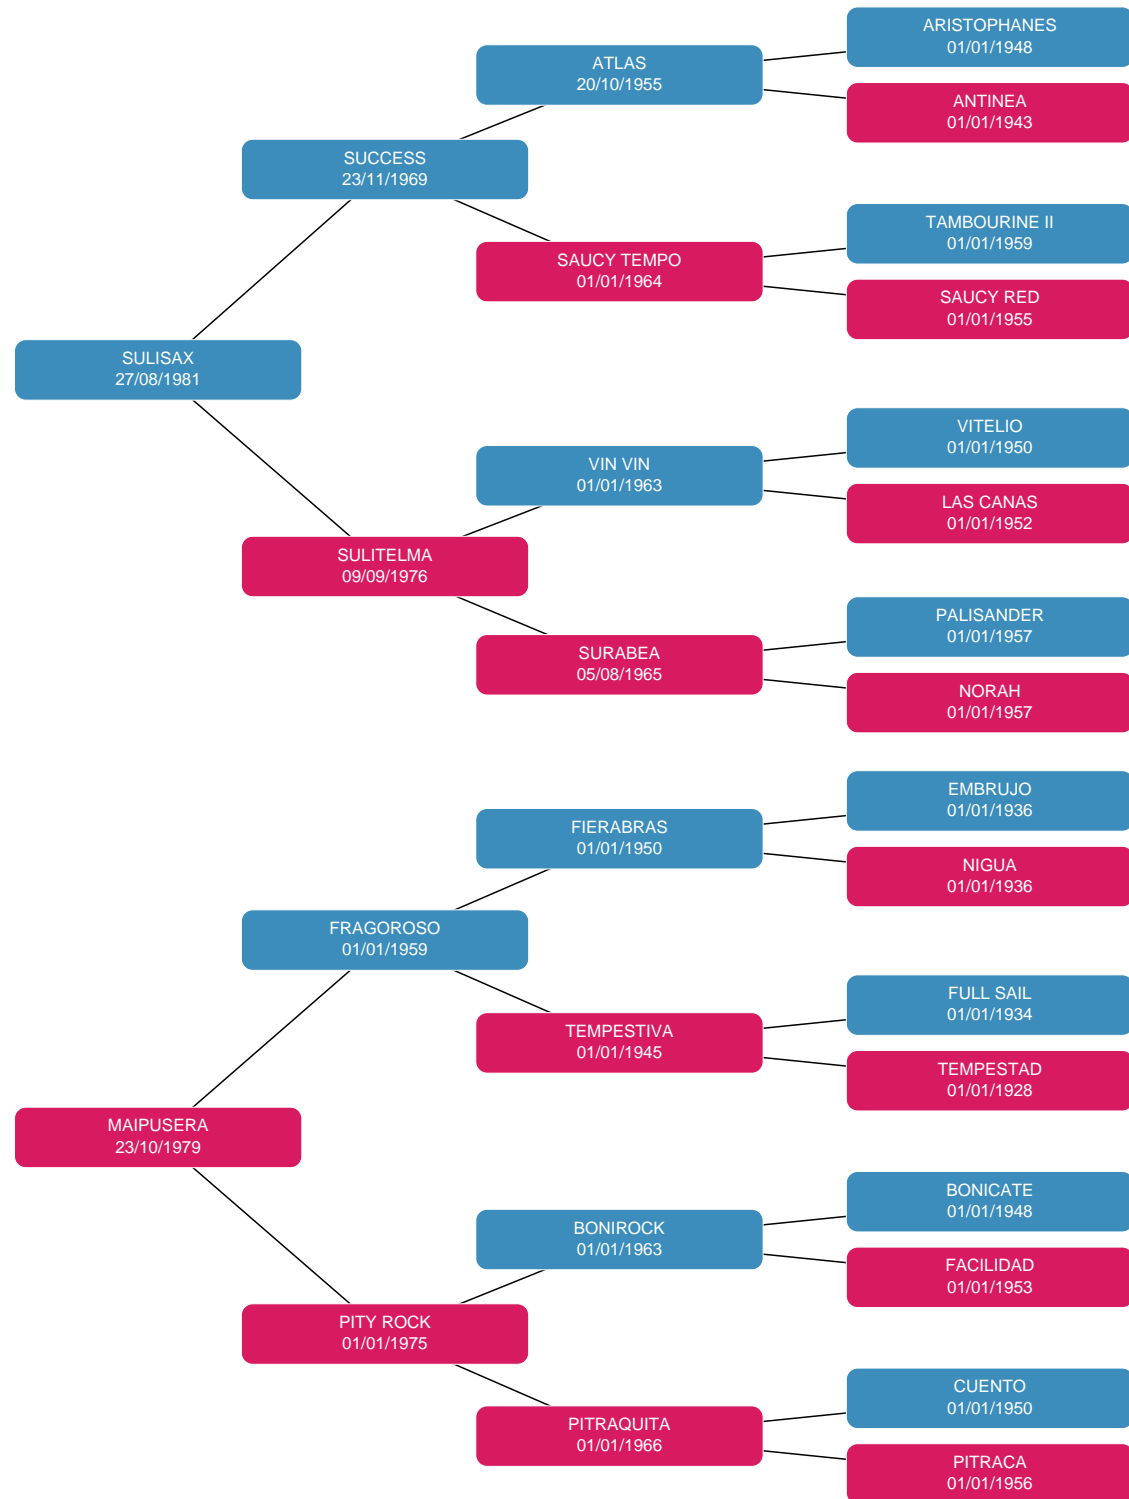 ARISTOPHANES
01/01/1948
ATLAS
20/10/1955
ANTINEA
01/01/1943
SUCCESS
23/11/1969
TAMBOURINE II
01/01/1959
SAUCY TEMPO
01/01/1964
SAUCY RED
01/01/1955
SULISAX
27/08/1981
VITELIO
01/01/1950
VIN VIN
01/01/1963
LAS CANAS
01/01/1952
SULITELMA
09/09/1976
PALISANDER
01/01/1957
SURABEA
05/08/1965
NORAH
01/01/1957
EMBRUJO
01/01/1936
FIERABRAS
01/01/1950
NIGUA
01/01/1936
FRAGOROSO
01/01/1959
FULL SAIL
01/01/1934
TEMPESTIVA
01/01/1945
TEMPESTAD
01/01/1928
MAIPUSERA
23/10/1979
BONICATE
01/01/1948
BONIROCK
01/01/1963
FACILIDAD
01/01/1953
PITY ROCK
01/01/1975
CUENTO
01/01/1950
PITRAQUITA
01/01/1966
PITRACA
01/01/1956